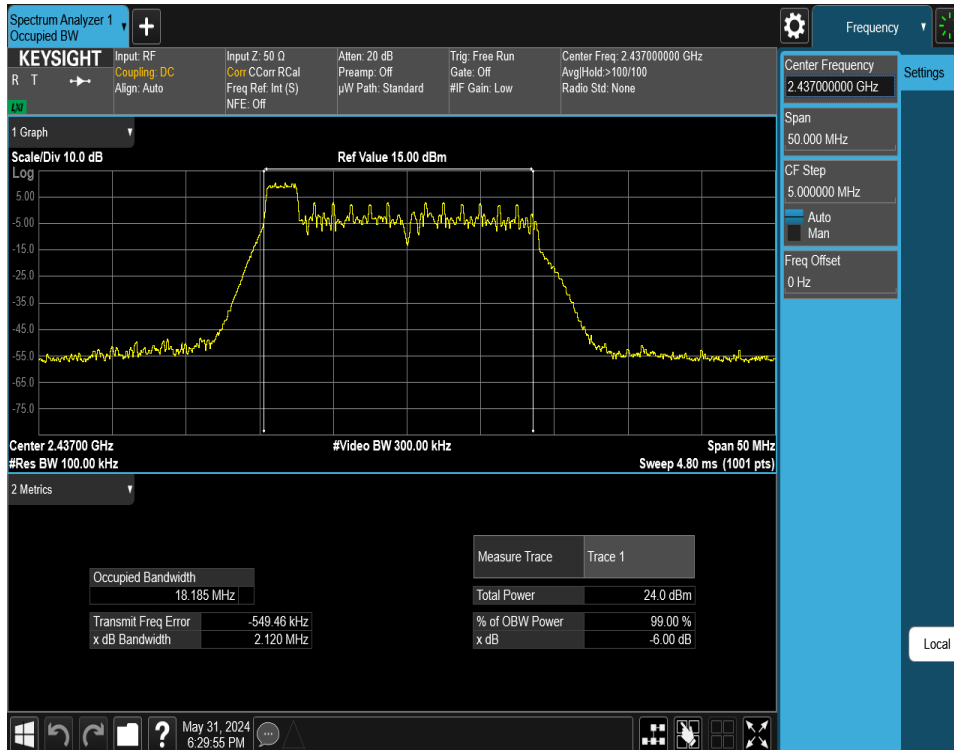 Spectrum Analyzer 1
Occupied BW
+
Frequency
KEYSIGHT
R T
LXI
Input: RF
Coupling: DC
Align: Auto
Input Z: 50 Ω
Corr CCorr RCal
Freq Ref: Int (S)
NFE: Off
Atten: 20 dB
Preamp: Off
µW Path: Standard
Trig: Free Run
Gate: Off
#IF Gain: Low
Center Freq: 2.437000000 GHz
Avg|Hold:>100/100
Radio Std: None
Center Frequency
2.437000000 GHz
Settings
Span
50.000 MHz
CF Step
5.000000 MHz
Auto
Man
Freq Offset
0 Hz
Local
1 Graph
Scale/Div 10.0 dB
Ref Value 15.00 dBm
Log
5.00
-5.00
-15.0
-25.0
-35.0
-45.0
-55.0
-65.0
-75.0
Center 2.43700 GHz
#Video BW 300.00 kHz
Span 50 MHz
#Res BW 100.00 kHz
Sweep 4.80 ms (1001 pts)
2 Metrics
Measure Trace
Trace 1
Occupied Bandwidth
18.185 MHz
Total Power
24.0 dBm
Transmit Freq Error
-549.46 kHz
% of OBW Power
99.00 %
x dB Bandwidth
2.120 MHz
x dB
-6.00 dB
?
May 31, 2024
6:29:55 PM